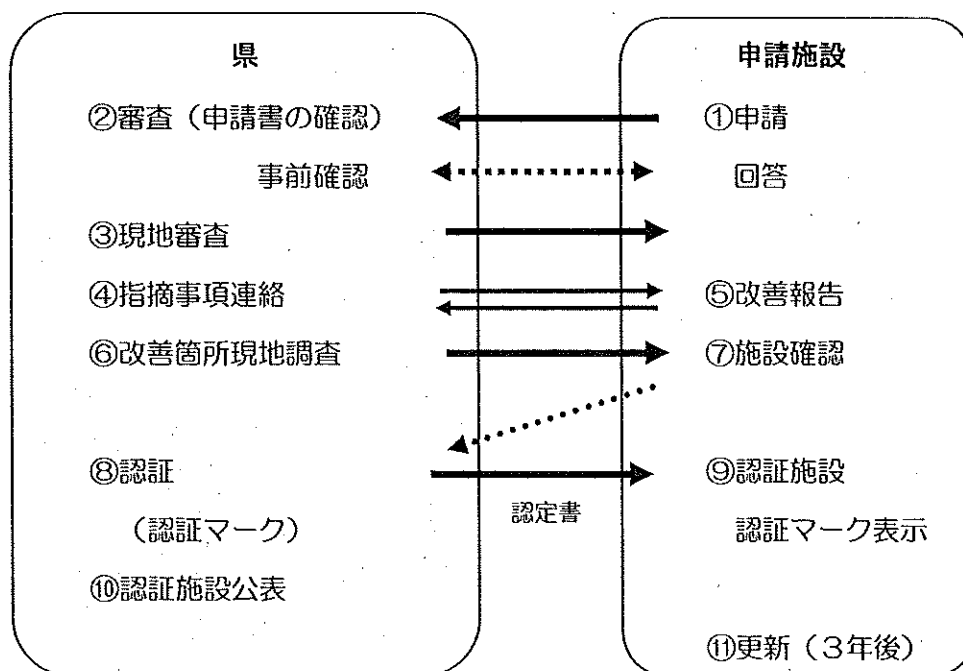 県
申請施設
②審査（申請書の確認）
①申請
事前確認
回答
③現地審査
④指摘事項連絡
⑤改善報告
⑥改善箇所現地調査
⑦施設確認
⑧認証
⑨認証施設
認定書
（認証マーク）
認証マーク表示
⑩認証施設公表
⑪更新（３年後）